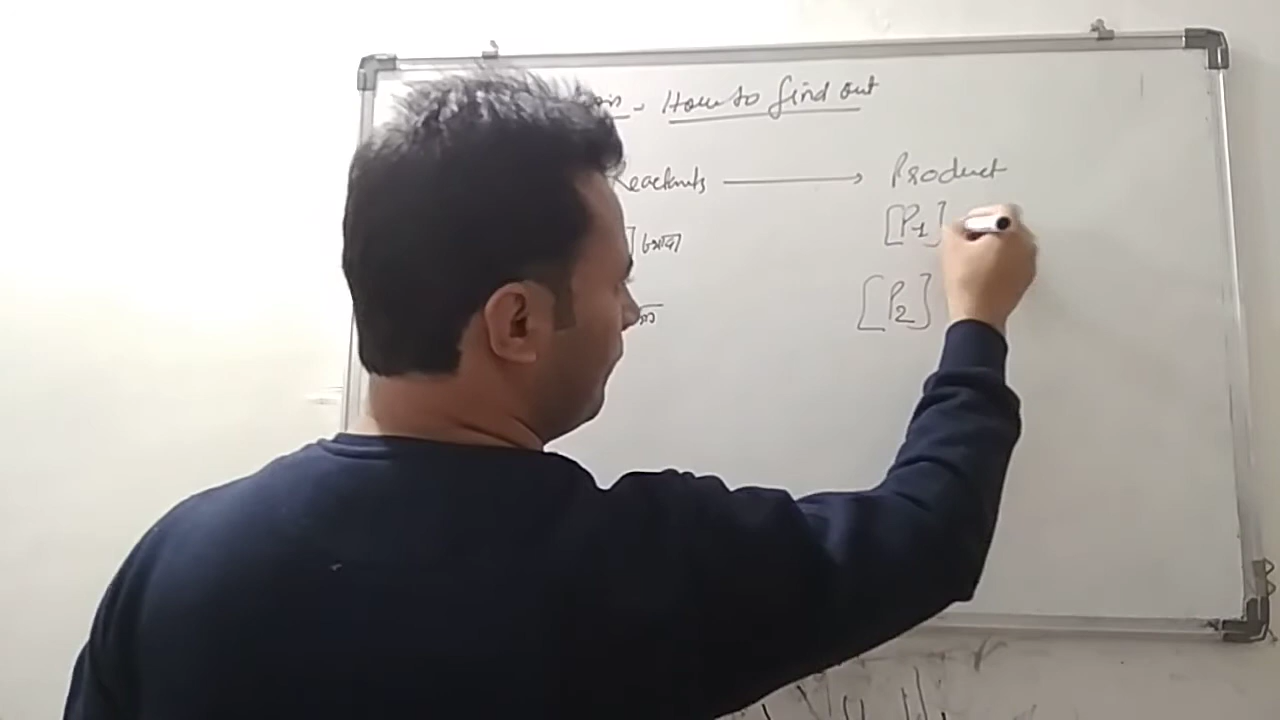 - How to find out
Reactants ⟶ Product
[P1]
[P2]